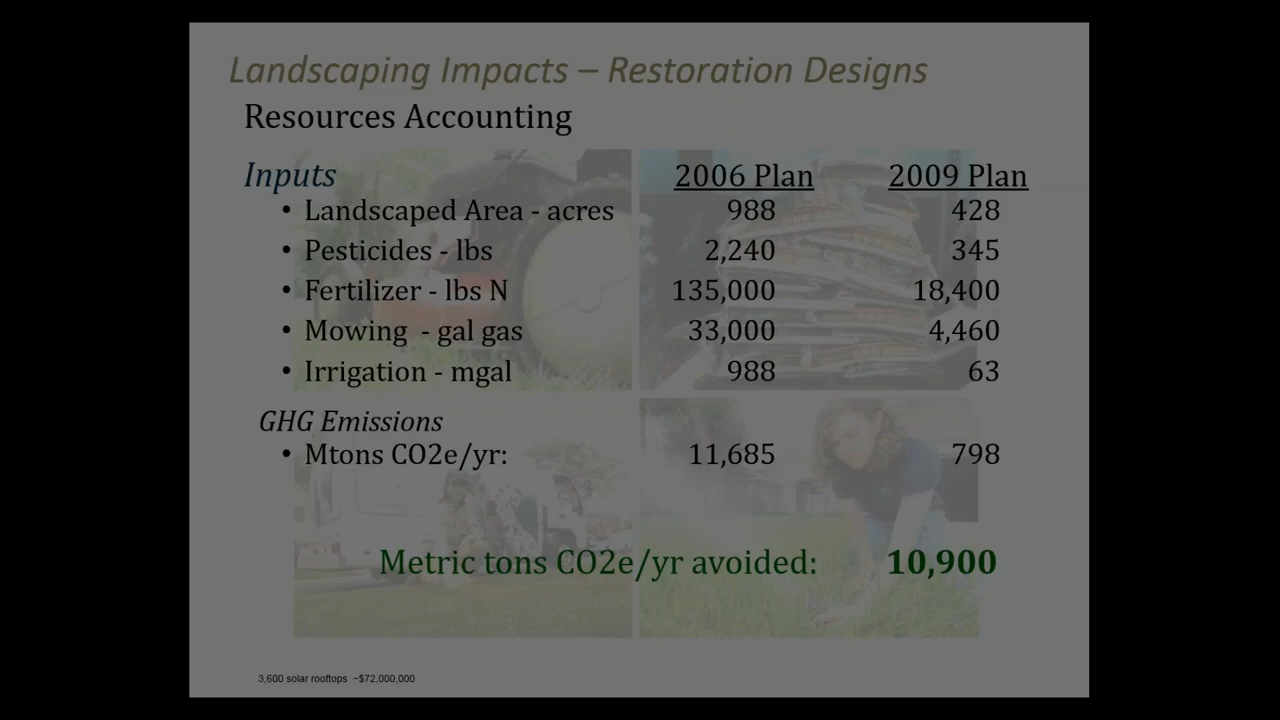 Landscaping Impacts – Restoration Designs
Resources Accounting
Inputs 2006 Plan 2009 Plan
• Landscaped Area - acres 988 428
• Pesticides - lbs 2,240 345
• Fertilizer - lbs N 135,000 18,400
• Mowing - gal gas 33,000 4,460
• Irrigation - mgal 988 63
GHG Emissions
• Mtons CO2e/yr: 11,685 798
Metric tons CO2e/yr avoided: 10,900
3,600 solar rooftops ~$72,000,000